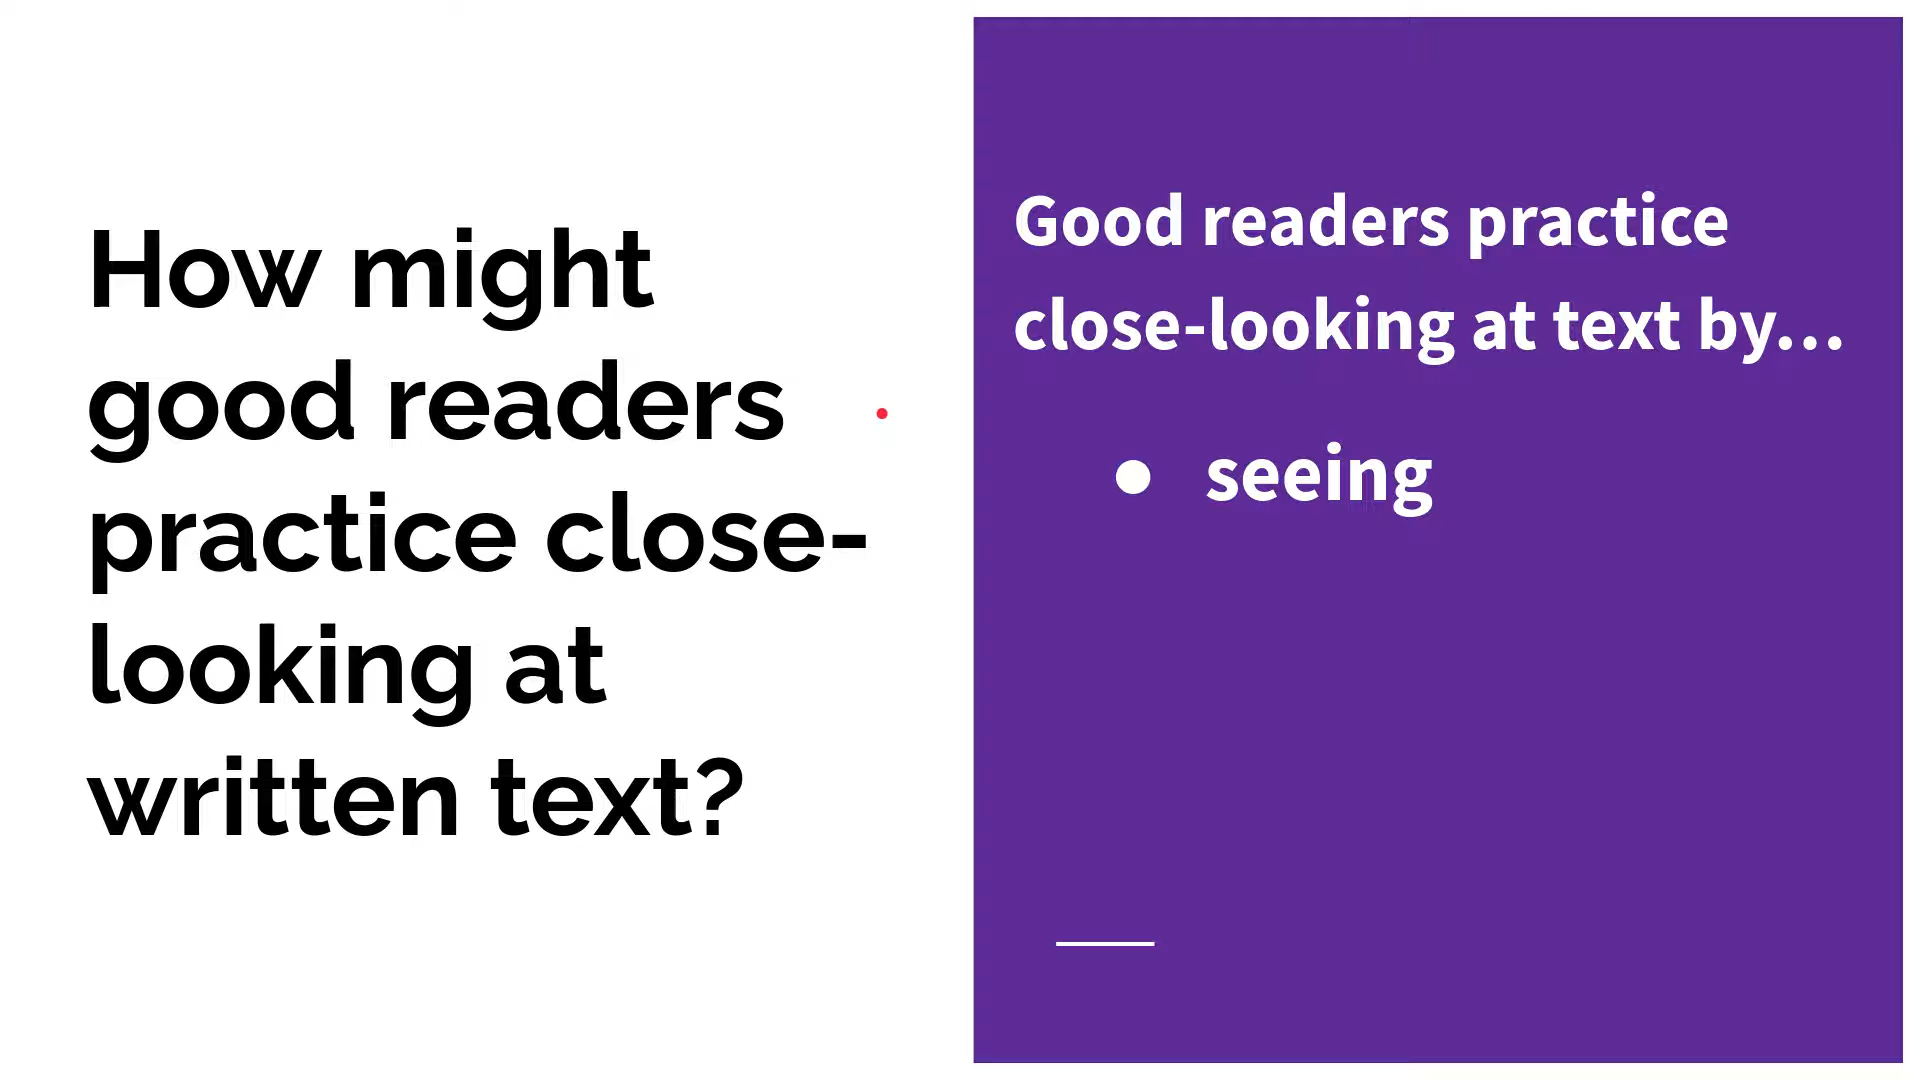 How might
good readers
practice close-
looking at
written text?
Good readers practice
close-looking at text by…
● seeing